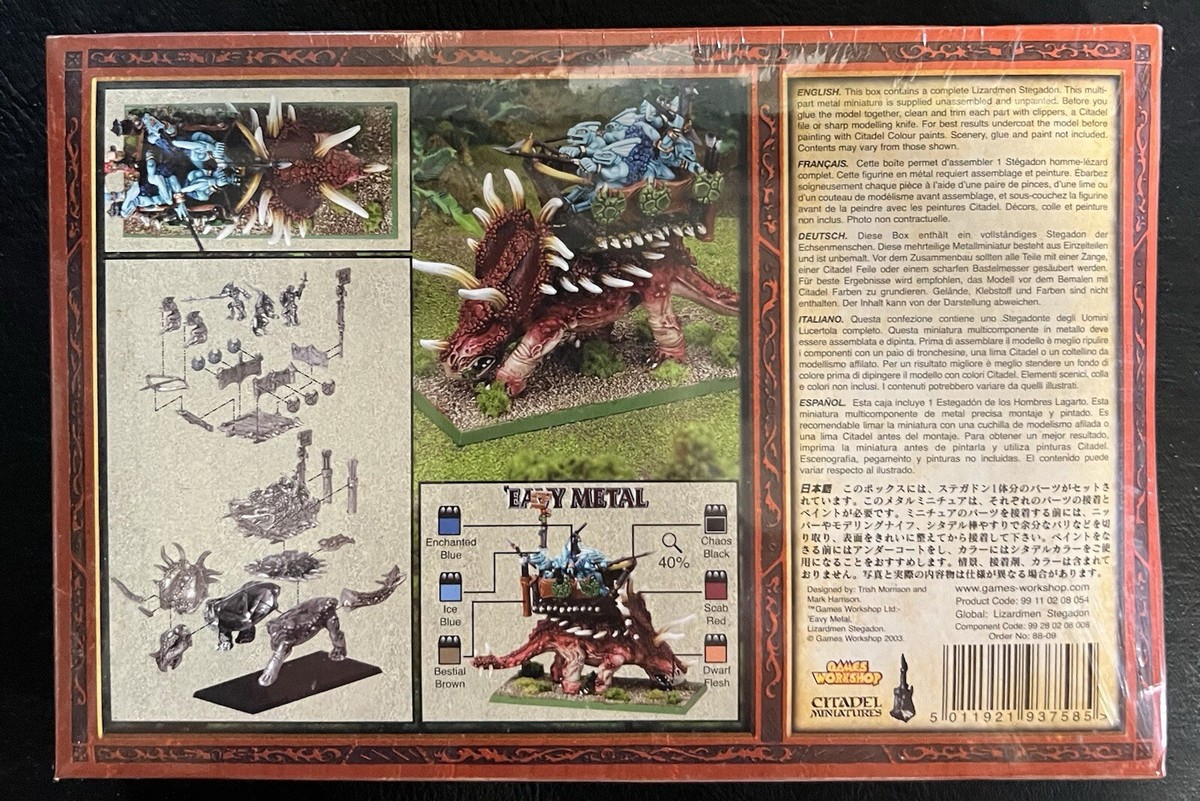 'EAVY METAL
Enchanted
Blue
Ice
Blue
Bestial
Brown
40%
Chaos
Black
Scab
Red
Dwarf
Flesh
ENGLISH. This box contains a complete Lizardmen Stegadon. This multi-
part metal miniature is supplied unassembled and unpainted. Before you
glue the model together, clean and trim each part with clippers, a Citadel
file or sharp modelling knife. For best results undercoat the model before
painting with Citadel Colour paints. Scenery, glue and paint not included.
Contents may vary from those shown.
FRANÇAIS. Cette boîte permet d'assembler 1 Stégadon homme-lézard
complet. Cette figurine en métal requiert assemblage et peinture. Ébarbez
soigneusement chaque pièce à l'aide d'une paire de pinces, d'une lime ou
d'un couteau de modélisme avant assemblage, et sous-couchez la figurine
avant de la peindre avec les peintures Citadel. Décors, colle et peinture
non inclus. Photo non contractuelle.
DEUTSCH. Diese Box enthält ein vollständiges Stegadon der
Echsenmenschen. Diese mehrteilige Metallminiatur besteht aus Einzelteilen
und ist unbemalt. Vor dem Zusammenbau sollten alle Teile mit einer Zange,
einer Citadel Feile oder einem scharfen Bastelmesser gesäubert werden.
Für beste Ergebnisse wird empfohlen, das Modell vor dem Bemalen mit
Citadel Farben zu grundieren. Gelände, Klebstoff und Farben sind nicht
enthalten. Der Inhalt kann von der Darstellung abweichen.
ITALIANO. Questa confezione contiene uno Stegadonte degli Uomini
Lucertola completo. Questa miniatura multicomponente in metallo deve
essere assemblata e dipinta. Prima di assemblare il modello è meglio ripulire
i componenti con un paio di tronchesine, una lima Citadel o un coltellino da
modellismo affilato. Per un risultato migliore è meglio stendere un fondo di
colore prima di dipingere il modello con colori Citadel. Elementi scenici, colla
e colori non inclusi. I contenuti potrebbero variare da quelli illustrati.
ESPAÑOL. Esta caja incluye 1 Estegadón de los Hombres Lagarto. Esta
miniatura multicomponente de metal precisa montaje y pintado. Es
recomendable limar la miniatura con una cuchilla de modelismo afilada o
una lima Citadel antes del montaje. Para obtener un mejor resultado,
imprima la miniatura antes de pintarla y utiliza pinturas Citadel.
Escenografía, pegamento y pinturas no incluidas. El contenido puede
variar respecto al ilustrado.
日本語 このボックスには、ステガドン1体分のパーツがセットさ
れています。このメタルミニチュアは、それぞれのパーツの接着と
ペイントが必要です。ミニチュアのパーツを接着する前には、ニッ
パーやモデリングナイフ、シタデル棒やすりで余分なバリなどを切
り取り、表面をきれいに整えてから接着して下さい。ペイントをな
さる前にはアンダーコートをし、カラーにはシタデルカラーをご使
用になることをおすすめします。情景、接着剤、カラーは含まれて
おりません。写真と実際の内容物は仕様が異なる場合があります。
Designed by: Trish Morrison and
Mark Harrison.
™Games Workshop Ltd:-
'Eavy Metal,
Lizardmen Stegadon.
© Games Workshop 2003.
www.games-workshop.com
Product Code: 99 11 02 08 054
Global: Lizardmen Stegadon
Component Code: 99 28 02 08 008
Order No: 88-09
GAMES
WORKSHOP
CITADEL
MINIATURES
5 011921 937585 >